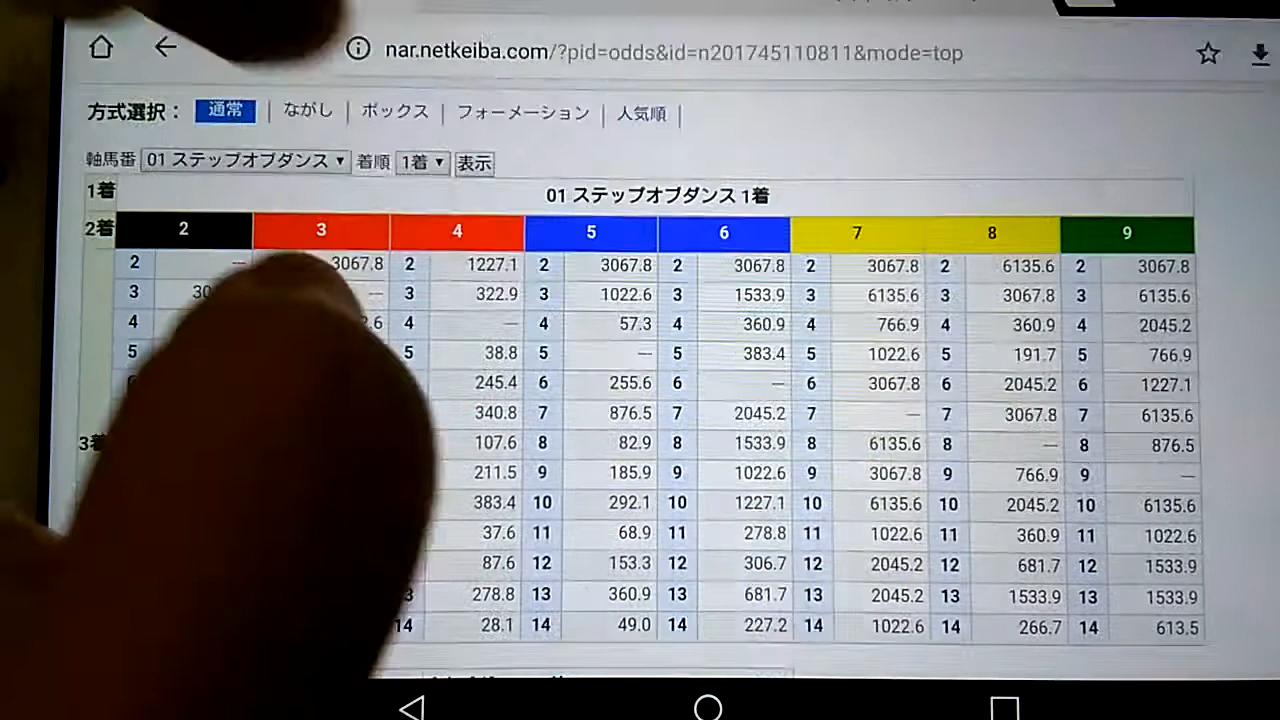 nar.netkeiba.com/?pid=odds&id=n201745110811&mode=top
方式選択： 通常 | ながし | ボックス | フォーメーション | 人気順 |
軸馬番 01 ステップオブダンス ▼ 着順 1着 ▼ 表示
1着 01 ステップオブダンス 1着
2着 2 3 4 5 6 7 8 9
2 --- 3067.8 2 1227.1 2 3067.8 2 3067.8 2 3067.8 2 6135.6 2 3067.8
3 --- 3 322.9 3 1022.6 3 1533.9 3 6135.6 3 3067.8 3 6135.6
4 4 --- 4 57.3 4 360.9 4 766.9 4 360.9 4 2045.2
5 5 38.8 5 --- 5 383.4 5 1022.6 5 191.7 5 766.9
245.4 6 255.6 6 --- 6 3067.8 6 2045.2 6 1227.1
340.8 7 876.5 7 2045.2 7 --- 7 3067.8 7 6135.6
3着 107.6 8 82.9 8 1533.9 8 6135.6 8 --- 8 876.5
211.5 9 185.9 9 1022.6 9 3067.8 9 766.9 9 ---
383.4 10 292.1 10 1227.1 10 6135.6 10 2045.2 10 6135.6
37.6 11 68.9 11 278.8 11 1022.6 11 360.9 11 1022.6
87.6 12 153.3 12 306.7 12 2045.2 12 681.7 12 1533.9
278.8 13 360.9 13 681.7 13 2045.2 13 1533.9 13 1533.9
14 28.1 14 49.0 14 227.2 14 1022.6 14 266.7 14 613.5